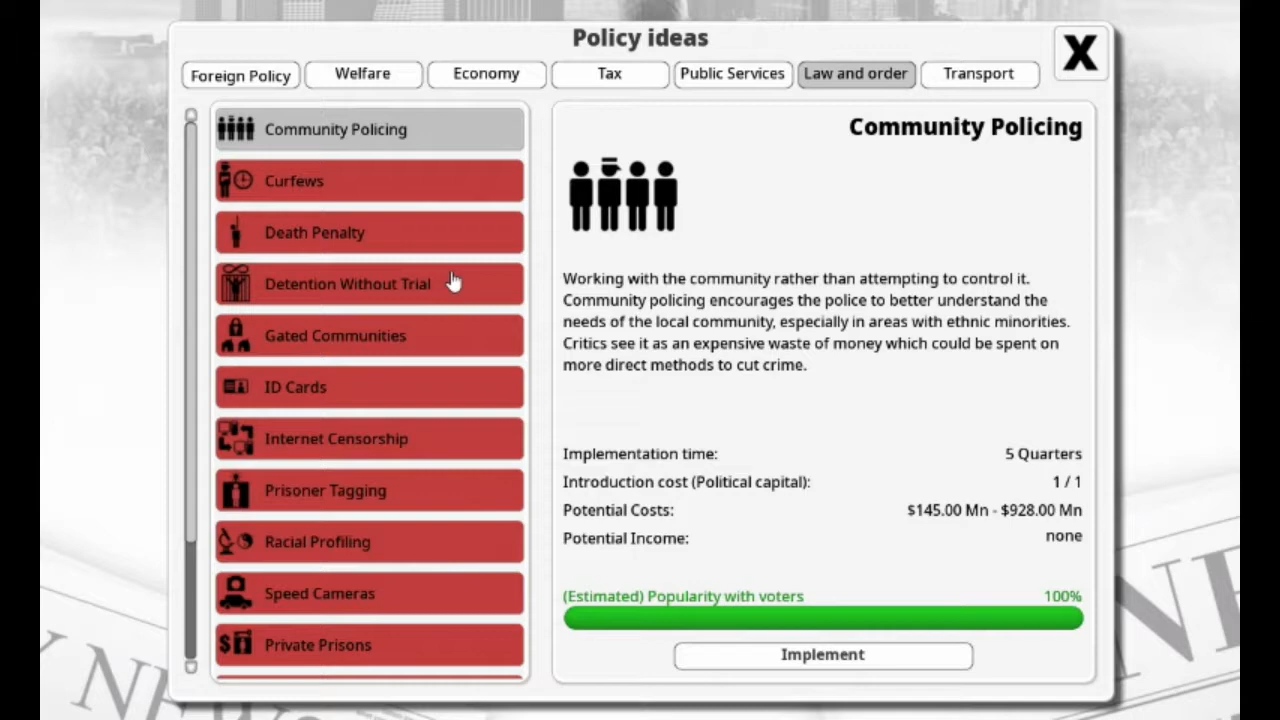 Policy ideas
X
Foreign Policy
Welfare
Economy
Tax
Public Services
Law and order
Transport
Community Policing
Curfews
Death Penalty
Detention Without Trial
Gated Communities
ID Cards
Internet Censorship
Prisoner Tagging
Racial Profiling
Speed Cameras
$ Private Prisons
Community Policing
Working with the community rather than attempting to control it.
Community policing encourages the police to better understand the
needs of the local community, especially in areas with ethnic minorities.
Critics see it as an expensive waste of money which could be spent on
more direct methods to cut crime.
Implementation time: 5 Quarters
Introduction cost (Political capital): 1 / 1
Potential Costs: $145.00 Mn - $928.00 Mn
Potential Income: none
(Estimated) Popularity with voters 100%
Implement